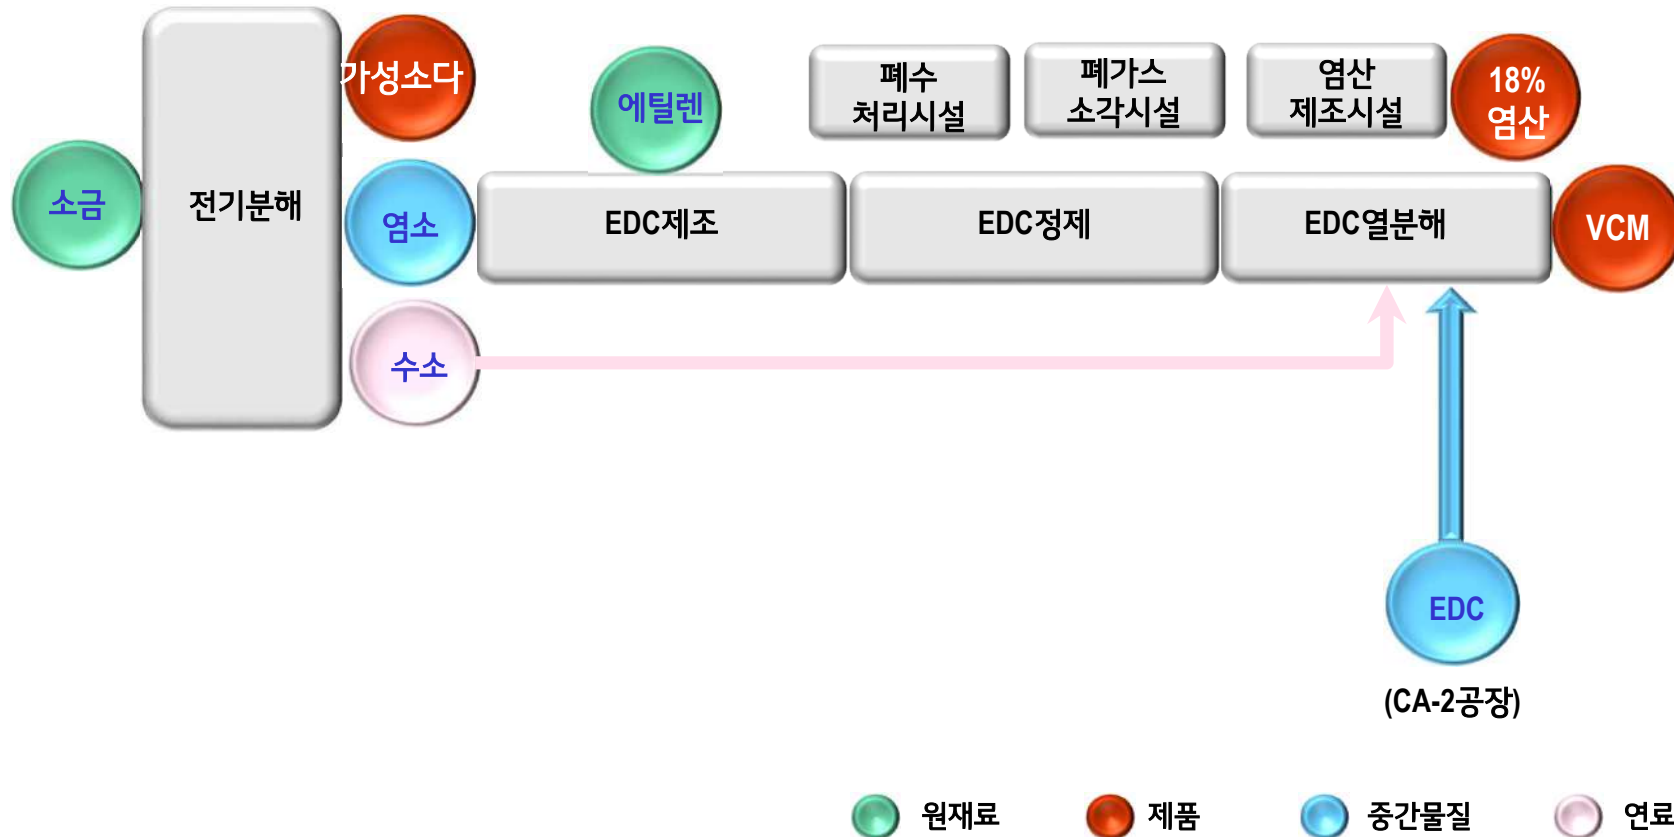 가성소다
에틸렌
폐수
처리시설
폐가스
소각시설
염산
제조시설
18%
염산
소금
전기분해
염소
EDC제조
EDC정제
EDC열분해
VCM
수소
EDC
(CA-2공장)
원재료
제품
중간물질
연료